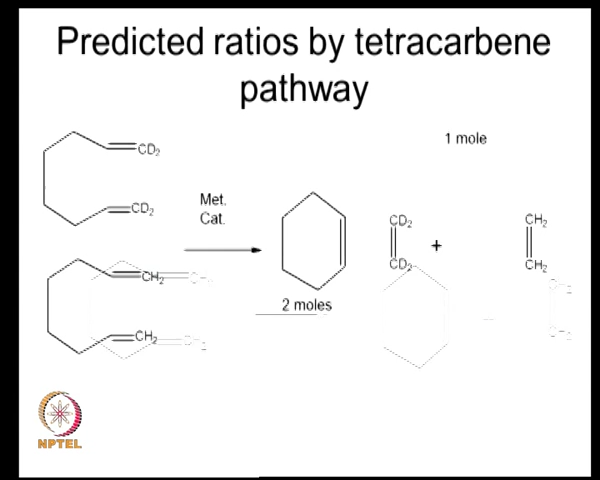 Predicted ratios by tetracarbene
pathway
1 mole
CD2
CD2
Met.
Cat.
CD2
CD2
+
CH2
CH2
CH2
CH2
2 moles
NPTEL